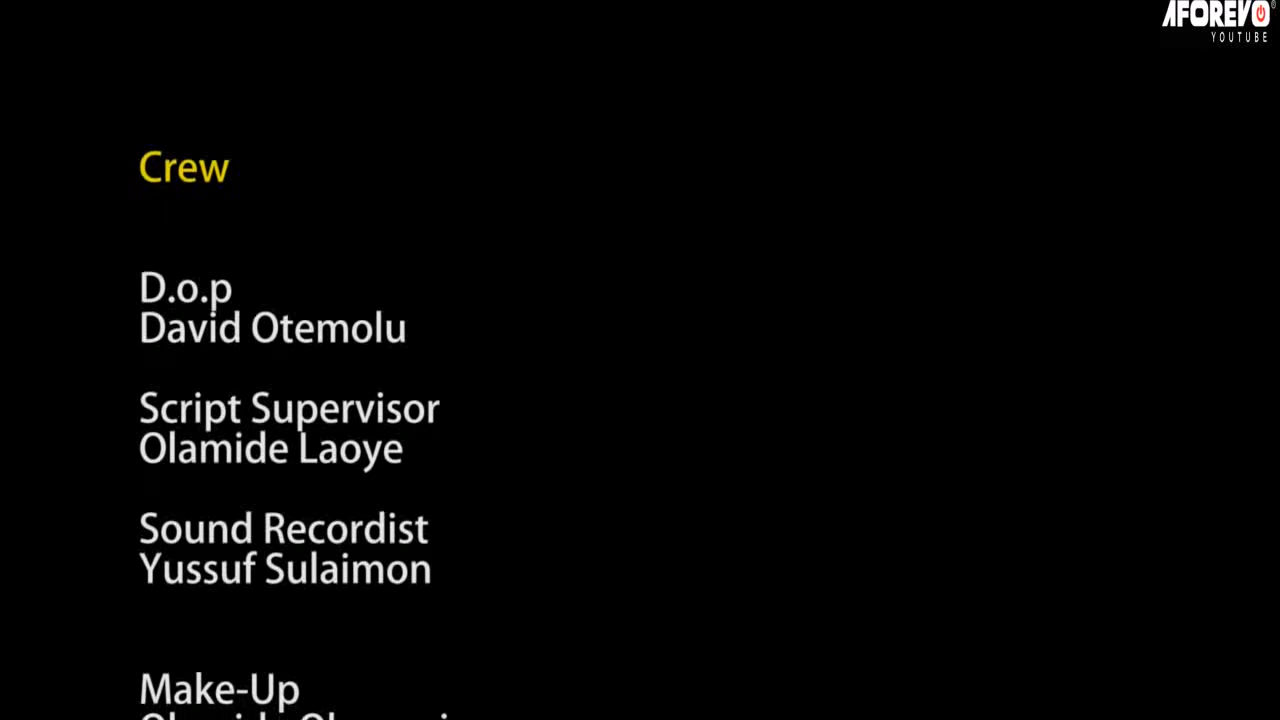 AFOREVO
YOUTUBE
Crew
D.o.p
David Otemolu
Script Supervisor
Olamide Laoye
Sound Recordist
Yussuf Sulaimon
Make-Up